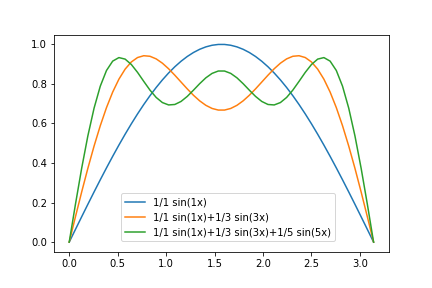 1.0
0.8
0.6
0.4
0.2
0.0
1/1 sin(1x)
1/1 sin(1x)+1/3 sin(3x)
1/1 sin(1x)+1/3 sin(3x)+1/5 sin(5x)
0.0 0.5 1.0 1.5 2.0 2.5 3.0